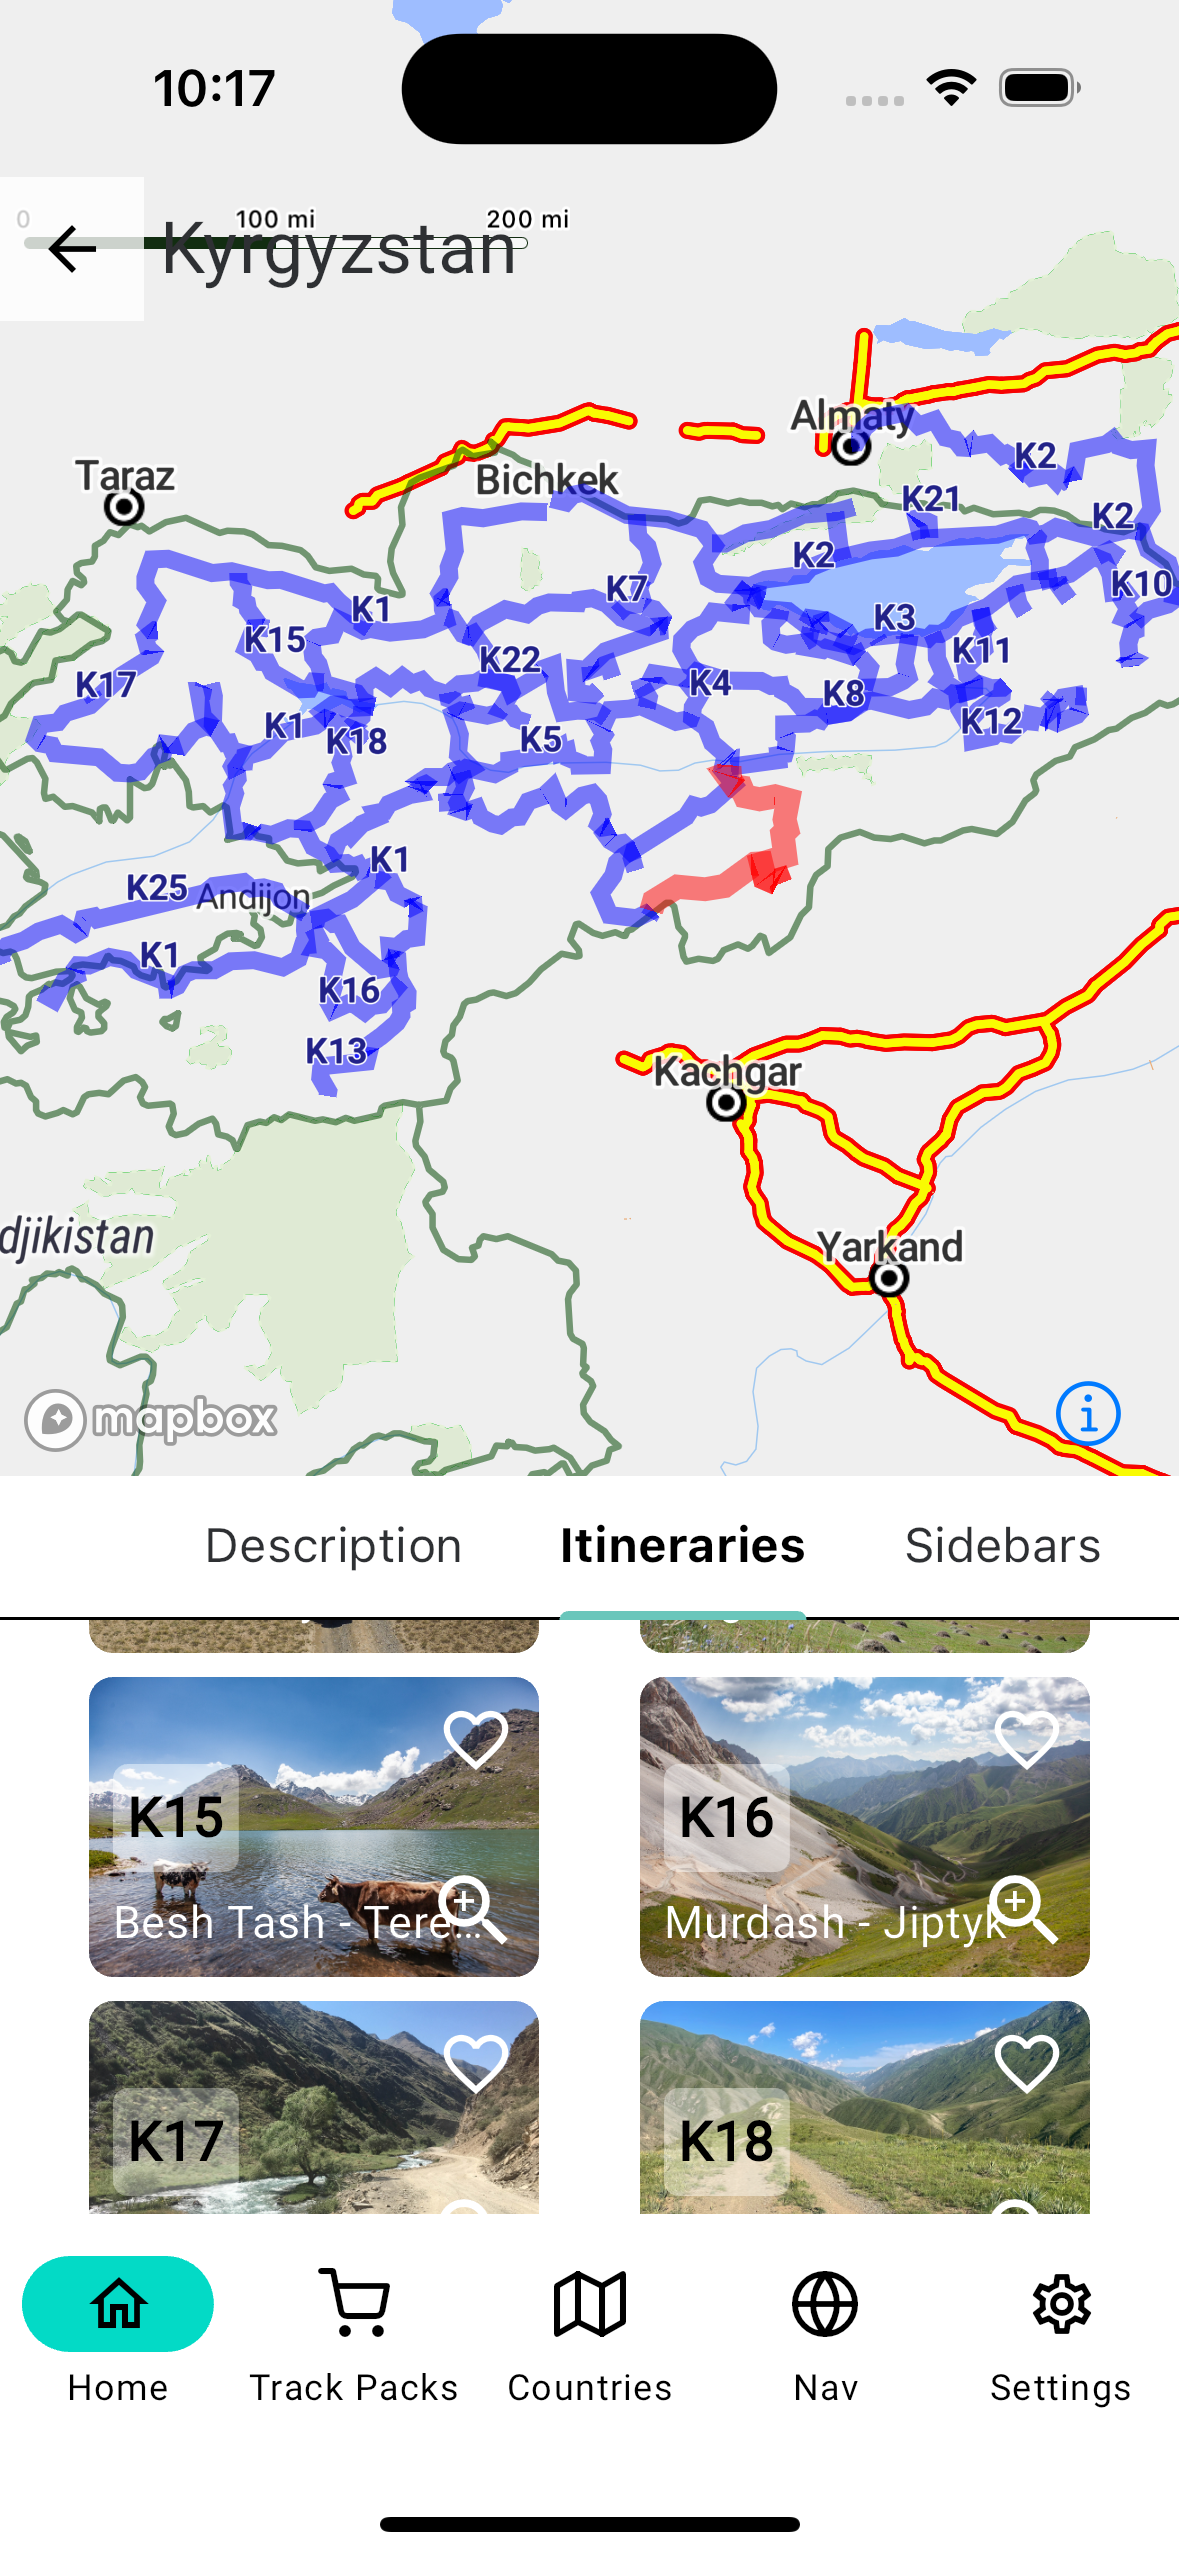 10:17
0
100 mi
200 mi
Kyrgyzstan
Almaty
Taraz
Bichkek
K2
K21
K2
K2
K10
K7
K1
K3
K15
K11
K22
K17
K4
K8
K1
K12
K18
K5
K1
K25
Andijon
K1
K16
K13
Kachgar
djikistan
Yarkand
mapbox
Description
Itineraries
Sidebars
K15
Besh Tash - Tere...
K16
Murdash - Jiptyk
K17
K18
Home
Track Packs
Countries
Nav
Settings